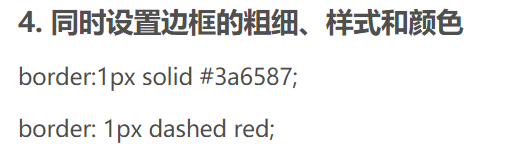 4. 同时设置边框的粗细、样式和颜色
border:1px solid #3a6587;
border: 1px dashed red;